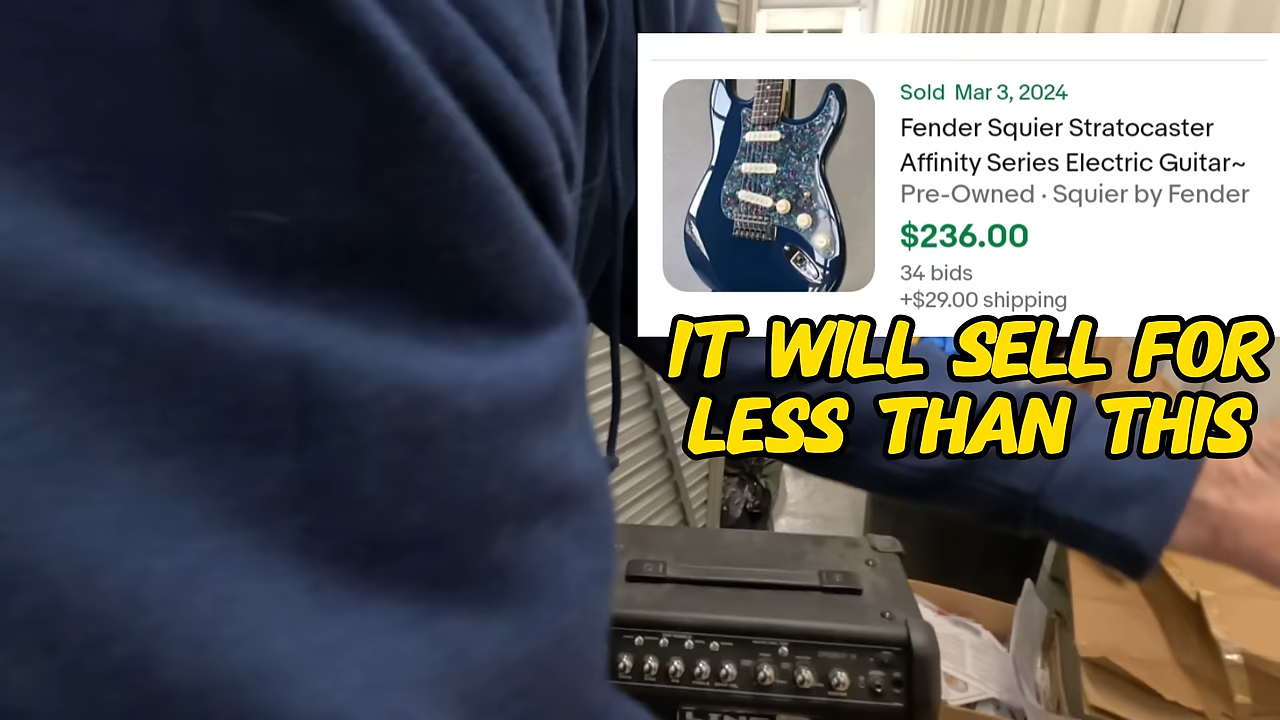 Sold Mar 3, 2024
Fender Squier Stratocaster
Affinity Series Electric Guitar~
Pre-Owned · Squier by Fender
$236.00
34 bids
+$29.00 shipping
IT WILL SELL FOR
LESS THAN THIS